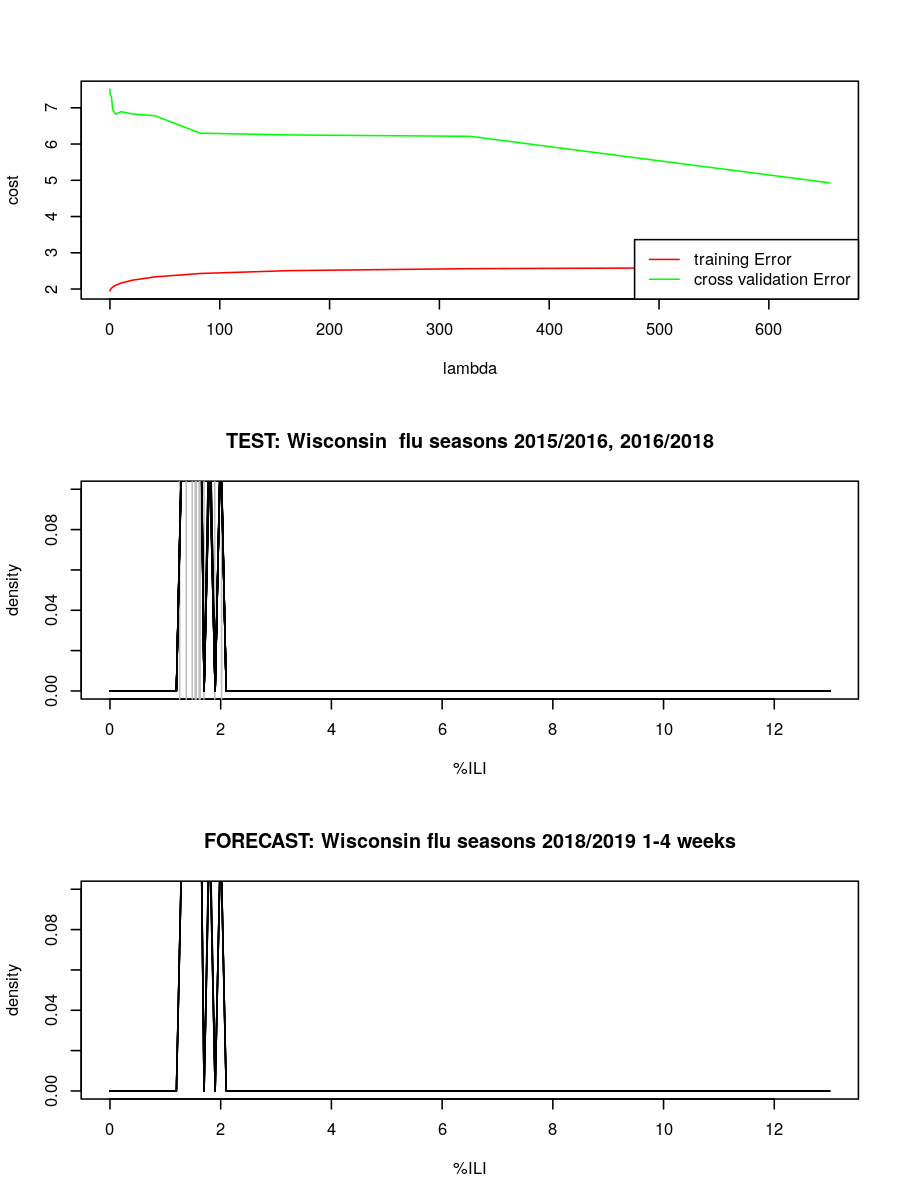 cost
7
6
5
4
3
2
training Error
cross validation Error
0 100 200 300 400 500 600
lambda
TEST: Wisconsin  flu seasons 2015/2016, 2016/2018
density
0.08
0.04
0.00
0 2 4 6 8 10 12
%ILI
FORECAST: Wisconsin flu seasons 2018/2019 1-4 weeks
density
0.08
0.04
0.00
0 2 4 6 8 10 12
%ILI